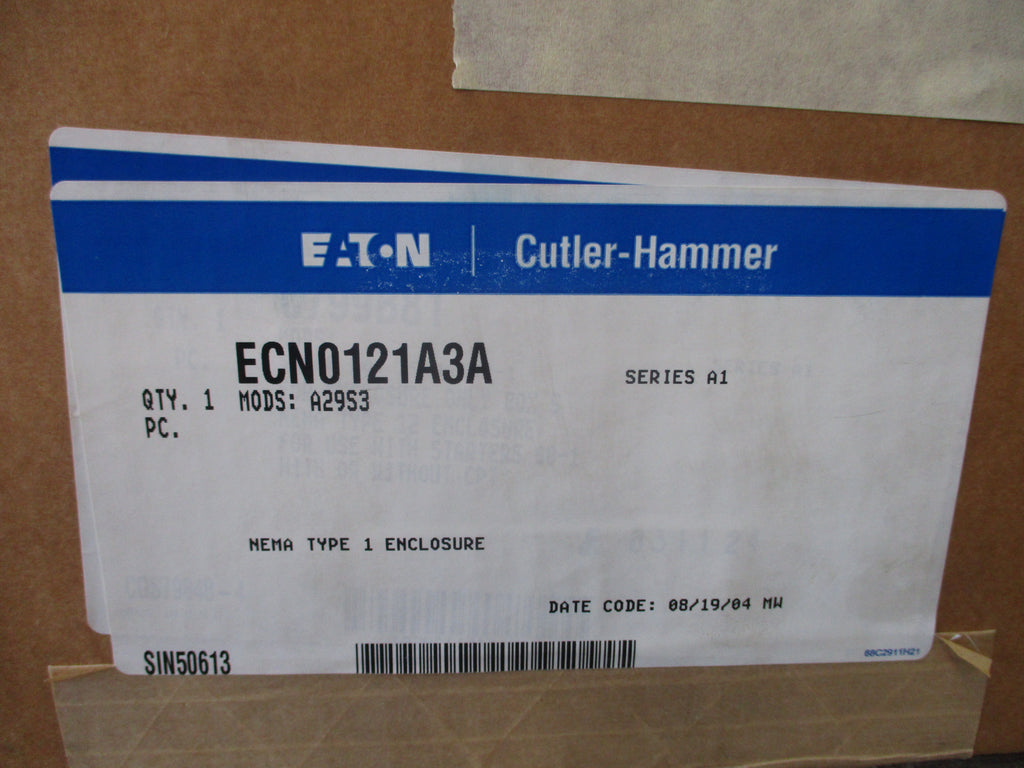 EATON | Cutler-Hammer
ECN0121A3A
SERIES A1
QTY. 1 MODS: A29S3
PC.
NEMA TYPE 1 ENCLOSURE
DATE CODE: 08/19/04 MW
SIN50613
88C2911H21